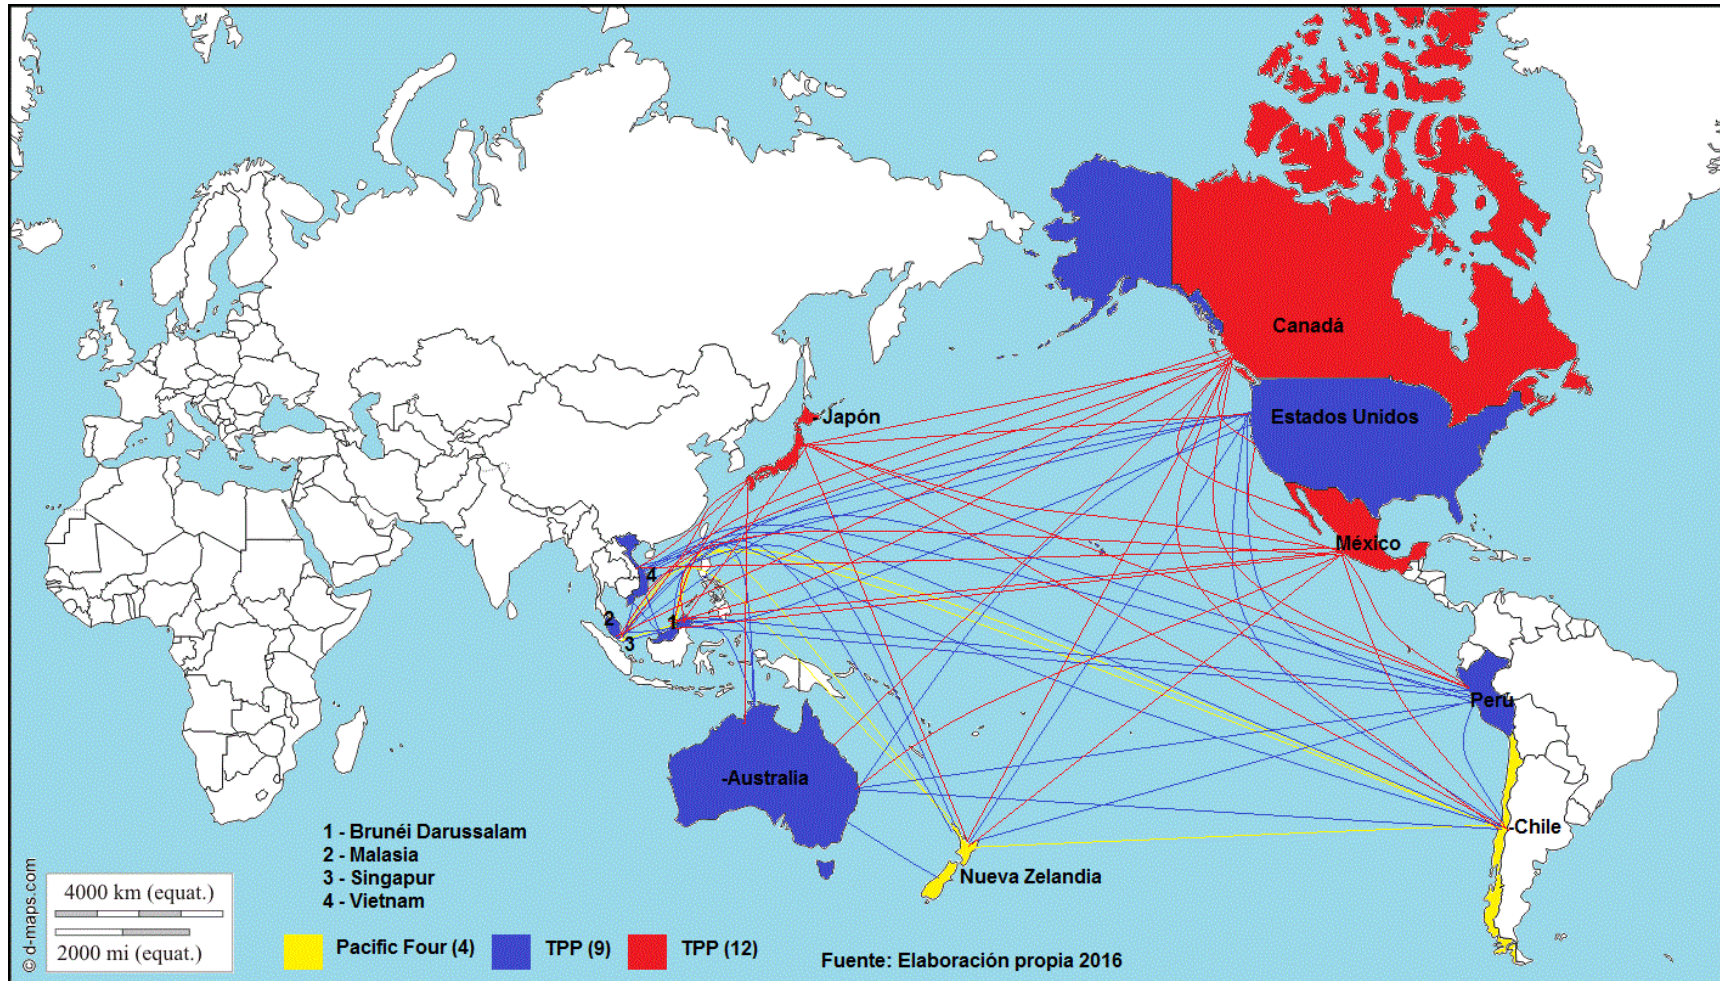 Canadá
-Japón
Estados Unidos
México
4
2
1
3
Perú
-Australia
-Chile
Nueva Zelandia
1 - Brunéi Darussalam
2 - Malasia
3 - Singapur
4 - Vietnam
© d-maps.com
4000 km (equat.)
2000 mi (equat.)
Pacific Four (4)
TPP (9)
TPP (12)
Fuente: Elaboración propia 2016